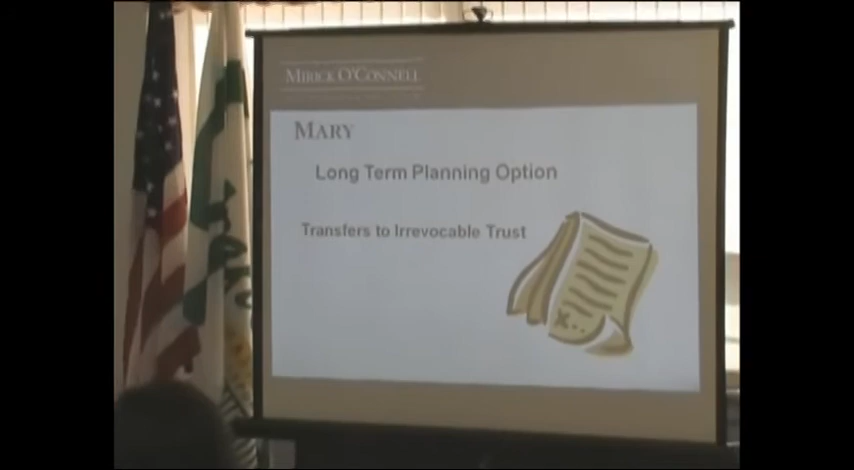 MIRICK O'CONNELL
MARY
Long Term Planning Option
Transfers to Irrevocable Trust